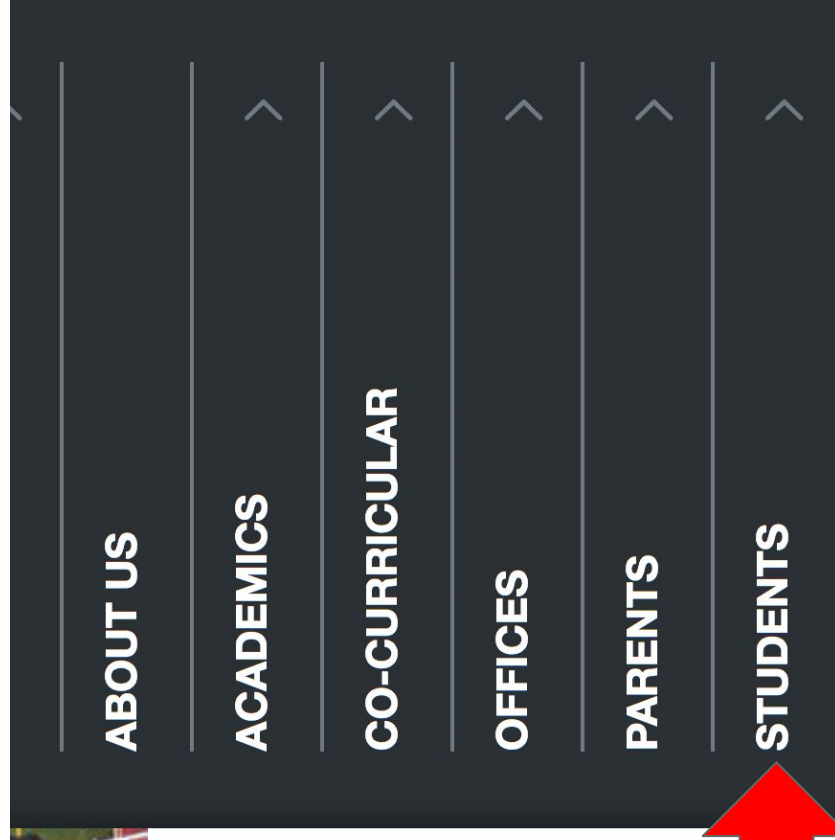 ABOUT US
ACADEMICS
CO-CURRICULAR
OFFICES
PARENTS
STUDENTS